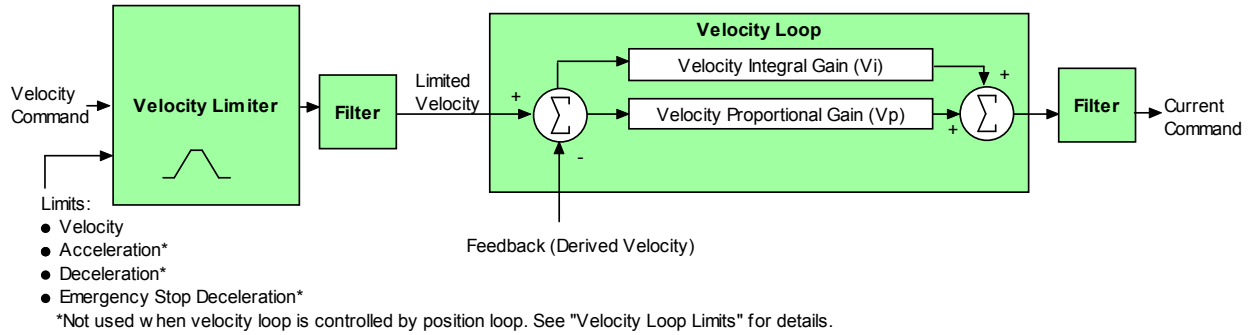 Velocity Loop
Velocity Integral Gain (Vi)
+
Velocity
Command
Velocity Limiter
Filter
Limited
Velocity
+
Σ
Velocity Proportional Gain (Vp)
+
Σ
Filter
Current
Command
-
Limits:
● Velocity
● Acceleration*
● Deceleration*
● Emergency Stop Deceleration*
Feedback (Derived Velocity)
*Not used when velocity loop is controlled by position loop. See "Velocity Loop Limits" for details.